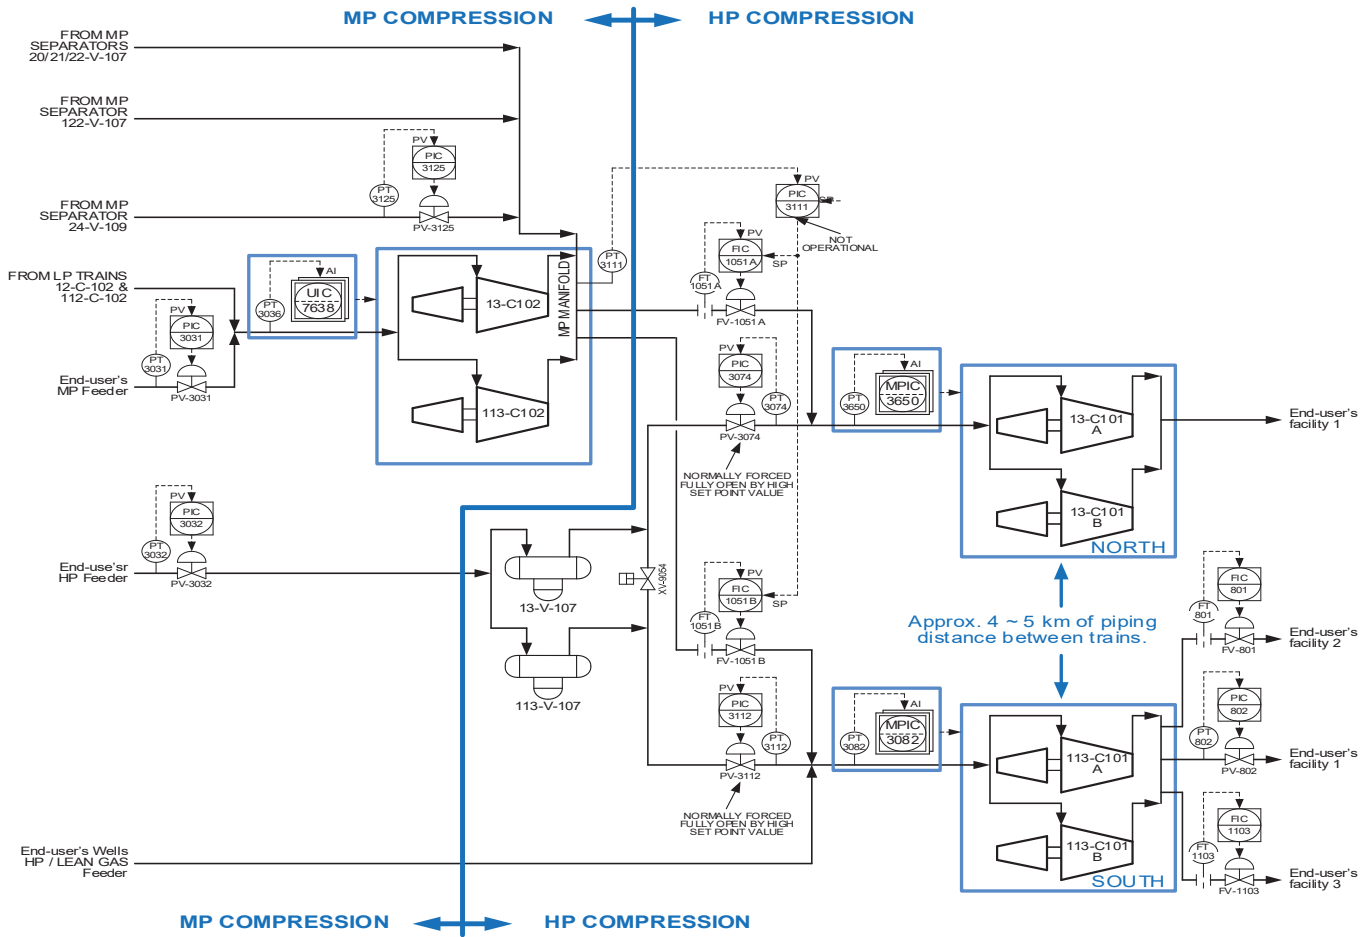 MP COMPRESSION
HP COMPRESSION
FROM MP
SEPARATORS
20/21/22-V-107
FROM MP
SEPARATOR
122-V-107
FROM MP
SEPARATOR
24-V-109
PV
PIC
3125
PT
3125
PV-3125
FROM LP TRAINS
12-C-102 &
112-C-102
PV
PIC
3031
PT
3031
PV-3031
End-user's
MP Feeder
AI
UIC
7638
PT
3036
13-C102
113-C102
MP MANIFOLD
PT
3111
PV
PIC
3111
SP
NOT
OPERATIONAL
PV
FIC
1051A
SP
FT
1051A
FV-1051A
PV
PIC
3074
PT
3074
PV-3074
NORMALLY FORCED
FULLY OPEN BY HIGH
SET POINT VALUE
AI
MPIC
3650
PT
3650
13-C101
A
13-C101
B
NORTH
End-user's
facility 1
PV
PIC
3032
PT
3032
PV-3032
End-use'sr
HP Feeder
13-V-107
113-V-107
XV-9054
PV
FIC
1051B
SP
FT
1051B
FV-1051B
PV
PIC
3112
PT
3112
PV-3112
NORMALLY FORCED
FULLY OPEN BY HIGH
SET POINT VALUE
Approx. 4 ~ 5 km of piping
distance between trains.
AI
MPIC
3082
PT
3082
113-C101
A
113-C101
B
SOUTH
PV
FIC
801
FT
801
FV-801
End-user's
facility 2
PV
PIC
802
PT
802
PV-802
End-user's
facility 1
PV
FIC
1103
FT
1103
FV-1103
End-user's
facility 3
End-user's Wells
HP / LEAN GAS
Feeder
MP COMPRESSION
HP COMPRESSION